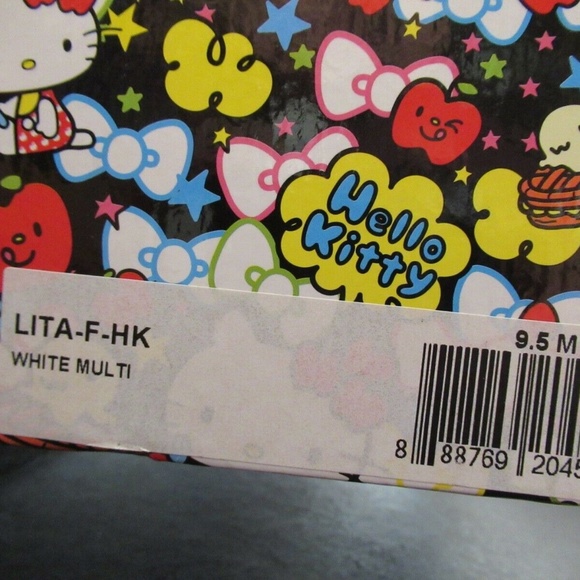 Hello
Kitty
LITA-F-HK
WHITE MULTI
9.5 M
8 88769 2045